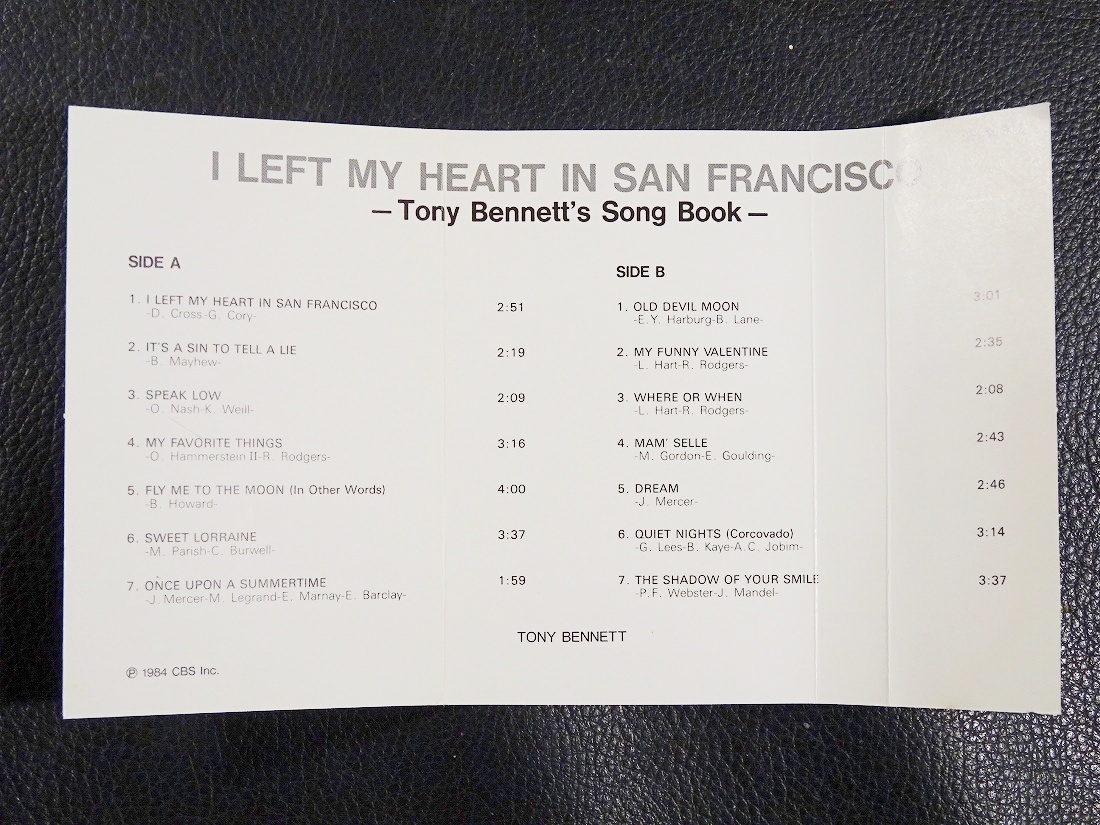 I LEFT MY HEART IN SAN FRANCISCO
—Tony Bennett's Song Book—
SIDE A
1. I LEFT MY HEART IN SAN FRANCISCO 2:51
-D. Cross-G. Cory-
2. IT'S A SIN TO TELL A LIE 2:19
-B. Mayhew-
3. SPEAK LOW 2:09
-O. Nash-K. Weill-
4. MY FAVORITE THINGS 3:16
-O. Hammerstein II-R. Rodgers-
5. FLY ME TO THE MOON (In Other Words) 4:00
-B. Howard-
6. SWEET LORRAINE 3:37
-M. Parish-C. Burwell-
7. ONCE UPON A SUMMERTIME 1:59
-J. Mercer-M. Legrand-E. Marnay-E. Barclay-
SIDE B
1. OLD DEVIL MOON 3:01
-E.Y. Harburg-B. Lane-
2. MY FUNNY VALENTINE 2:35
-L. Hart-R. Rodgers-
3. WHERE OR WHEN 2:08
-L. Hart-R. Rodgers-
4. MAM' SELLE 2:43
-M. Gordon-E. Goulding-
5. DREAM 2:46
-J. Mercer-
6. QUIET NIGHTS (Corcovado) 3:14
-G. Lees-B. Kaye-A.C. Jobim-
7. THE SHADOW OF YOUR SMILE 3:37
-P.F. Webster-J. Mandel-
TONY BENNETT
℗ 1984 CBS Inc.